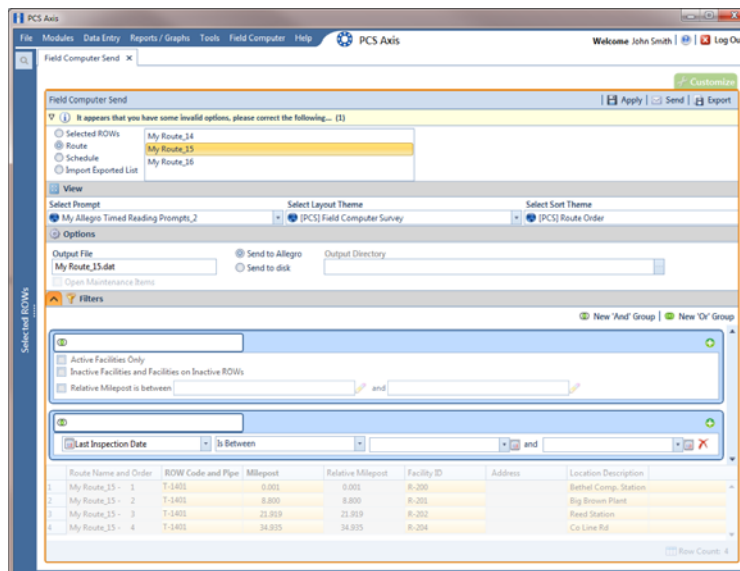 PCS Axis
File Modules Data Entry Reports / Graphs Tools Field Computer Help PCS Axis Welcome John Smith Log Ou
Field Computer Send
Customize
Field Computer Send Apply Send Export
It appears that you have some invalid options, please correct the following... (1)
Selected ROWs My Route_14
Route My Route_15
Schedule My Route_16
Import Exported List
View
Select Prompt Select Layout Theme Select Sort Theme
My Allegro Timed Reading Prompts_2 [PCS] Field Computer Survey [PCS] Route Order
Options
Output File Send to Allegro Output Directory
My Route_15.dat Send to disk
Open Maintenance Items
Filters
Selected ROWs
New 'And' Group New 'Or' Group
Active Facilities Only
Inactive Facilities and Facilities on Inactive ROWs
Relative Milepost is between and
Last Inspection Date Is Between and
Route Name and Order ROW Code and Pipe Milepost Relative Milepost Facility ID Address Location Description
1 My Route_15 - 1 T-1401 0.001 0.001 R-200 Bethel Comp. Station
2 My Route_15 - 2 T-1401 8.800 8.800 R-201 Big Brown Plant
3 My Route_15 - 3 T-1401 21.919 21.919 R-202 Reed Station
4 My Route_15 - 4 T-1401 34.935 34.935 R-204 Co Line Rd
Row Count: 4